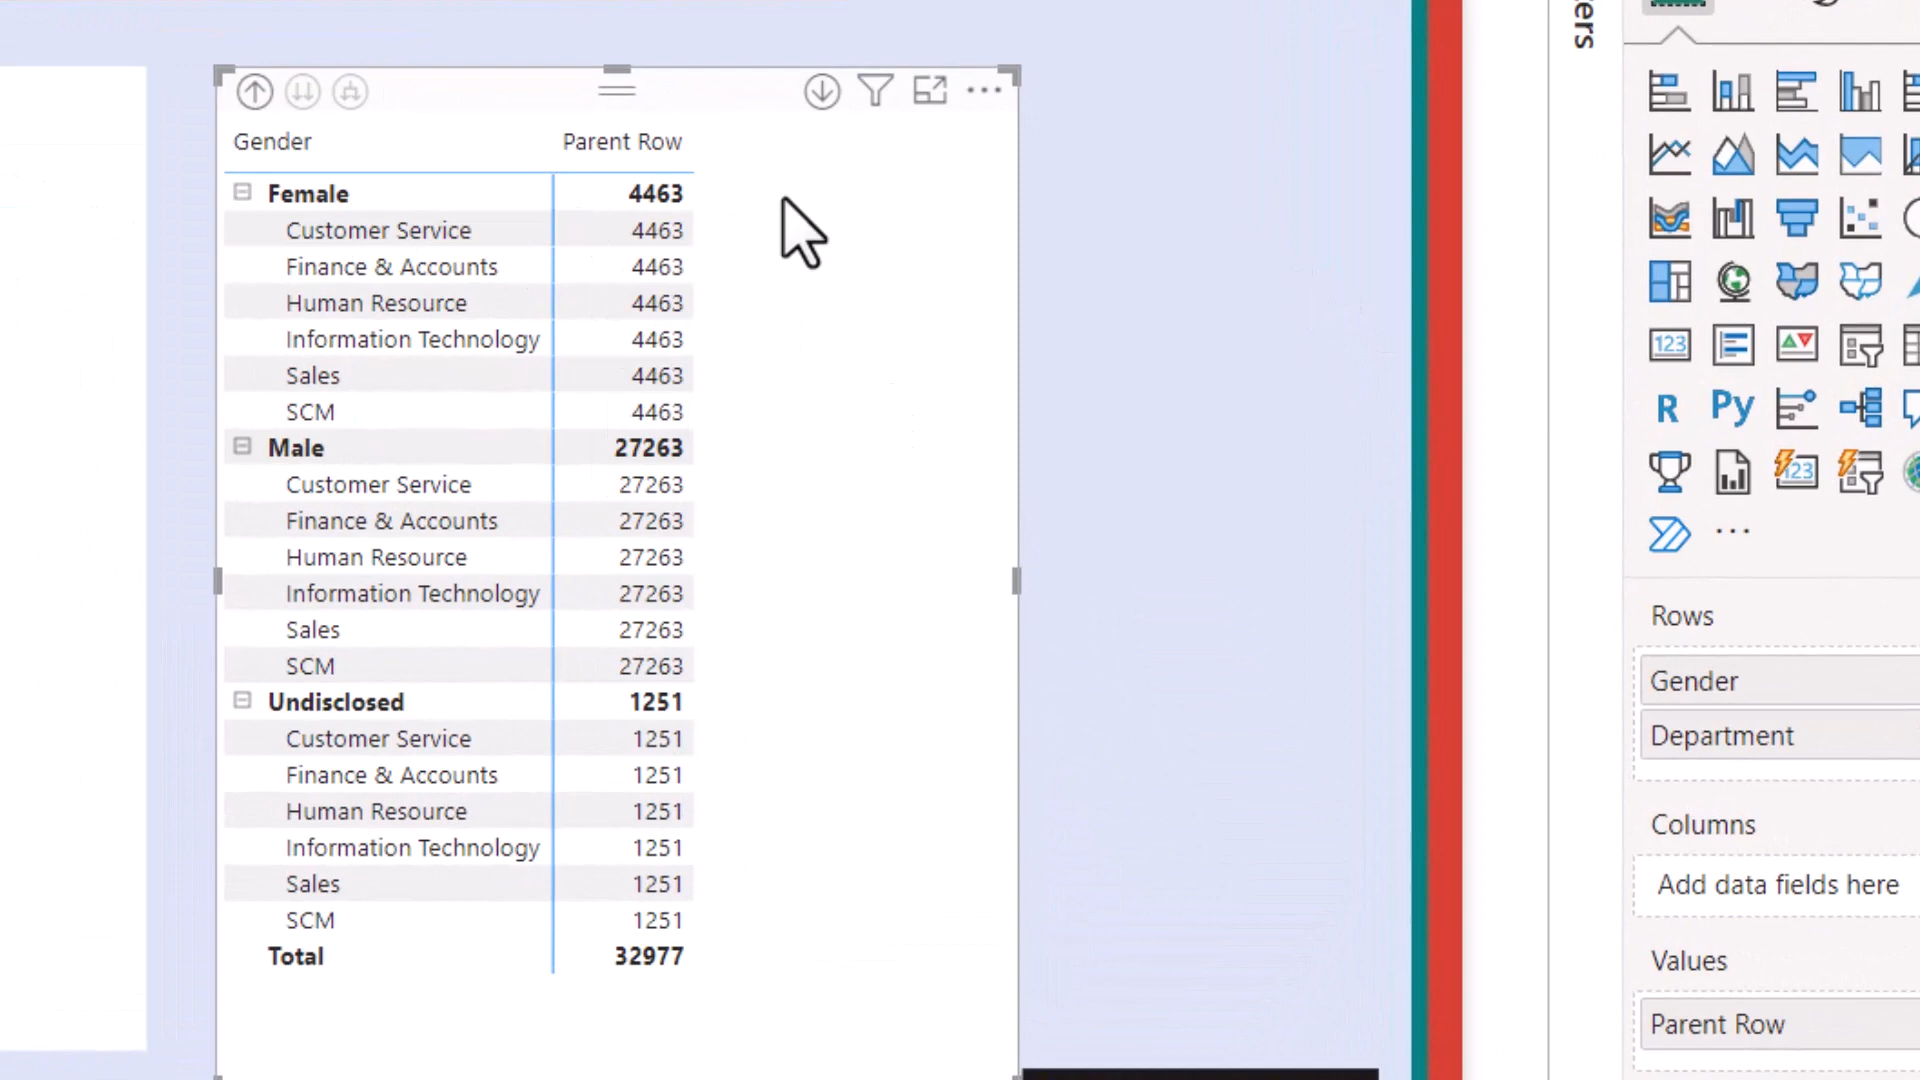 ers
Gender Parent Row
Female 4463
Customer Service 4463
Finance & Accounts 4463
Human Resource 4463
Information Technology 4463
Sales 4463
SCM 4463
Male 27263
Customer Service 27263
Finance & Accounts 27263
Human Resource 27263
Information Technology 27263
Sales 27263
SCM 27263
Undisclosed 1251
Customer Service 1251
Finance & Accounts 1251
Human Resource 1251
Information Technology 1251
Sales 1251
SCM 1251
Total 32977
123
R Py
123
Rows
Gender
Department
Columns
Add data fields here
Values
Parent Row